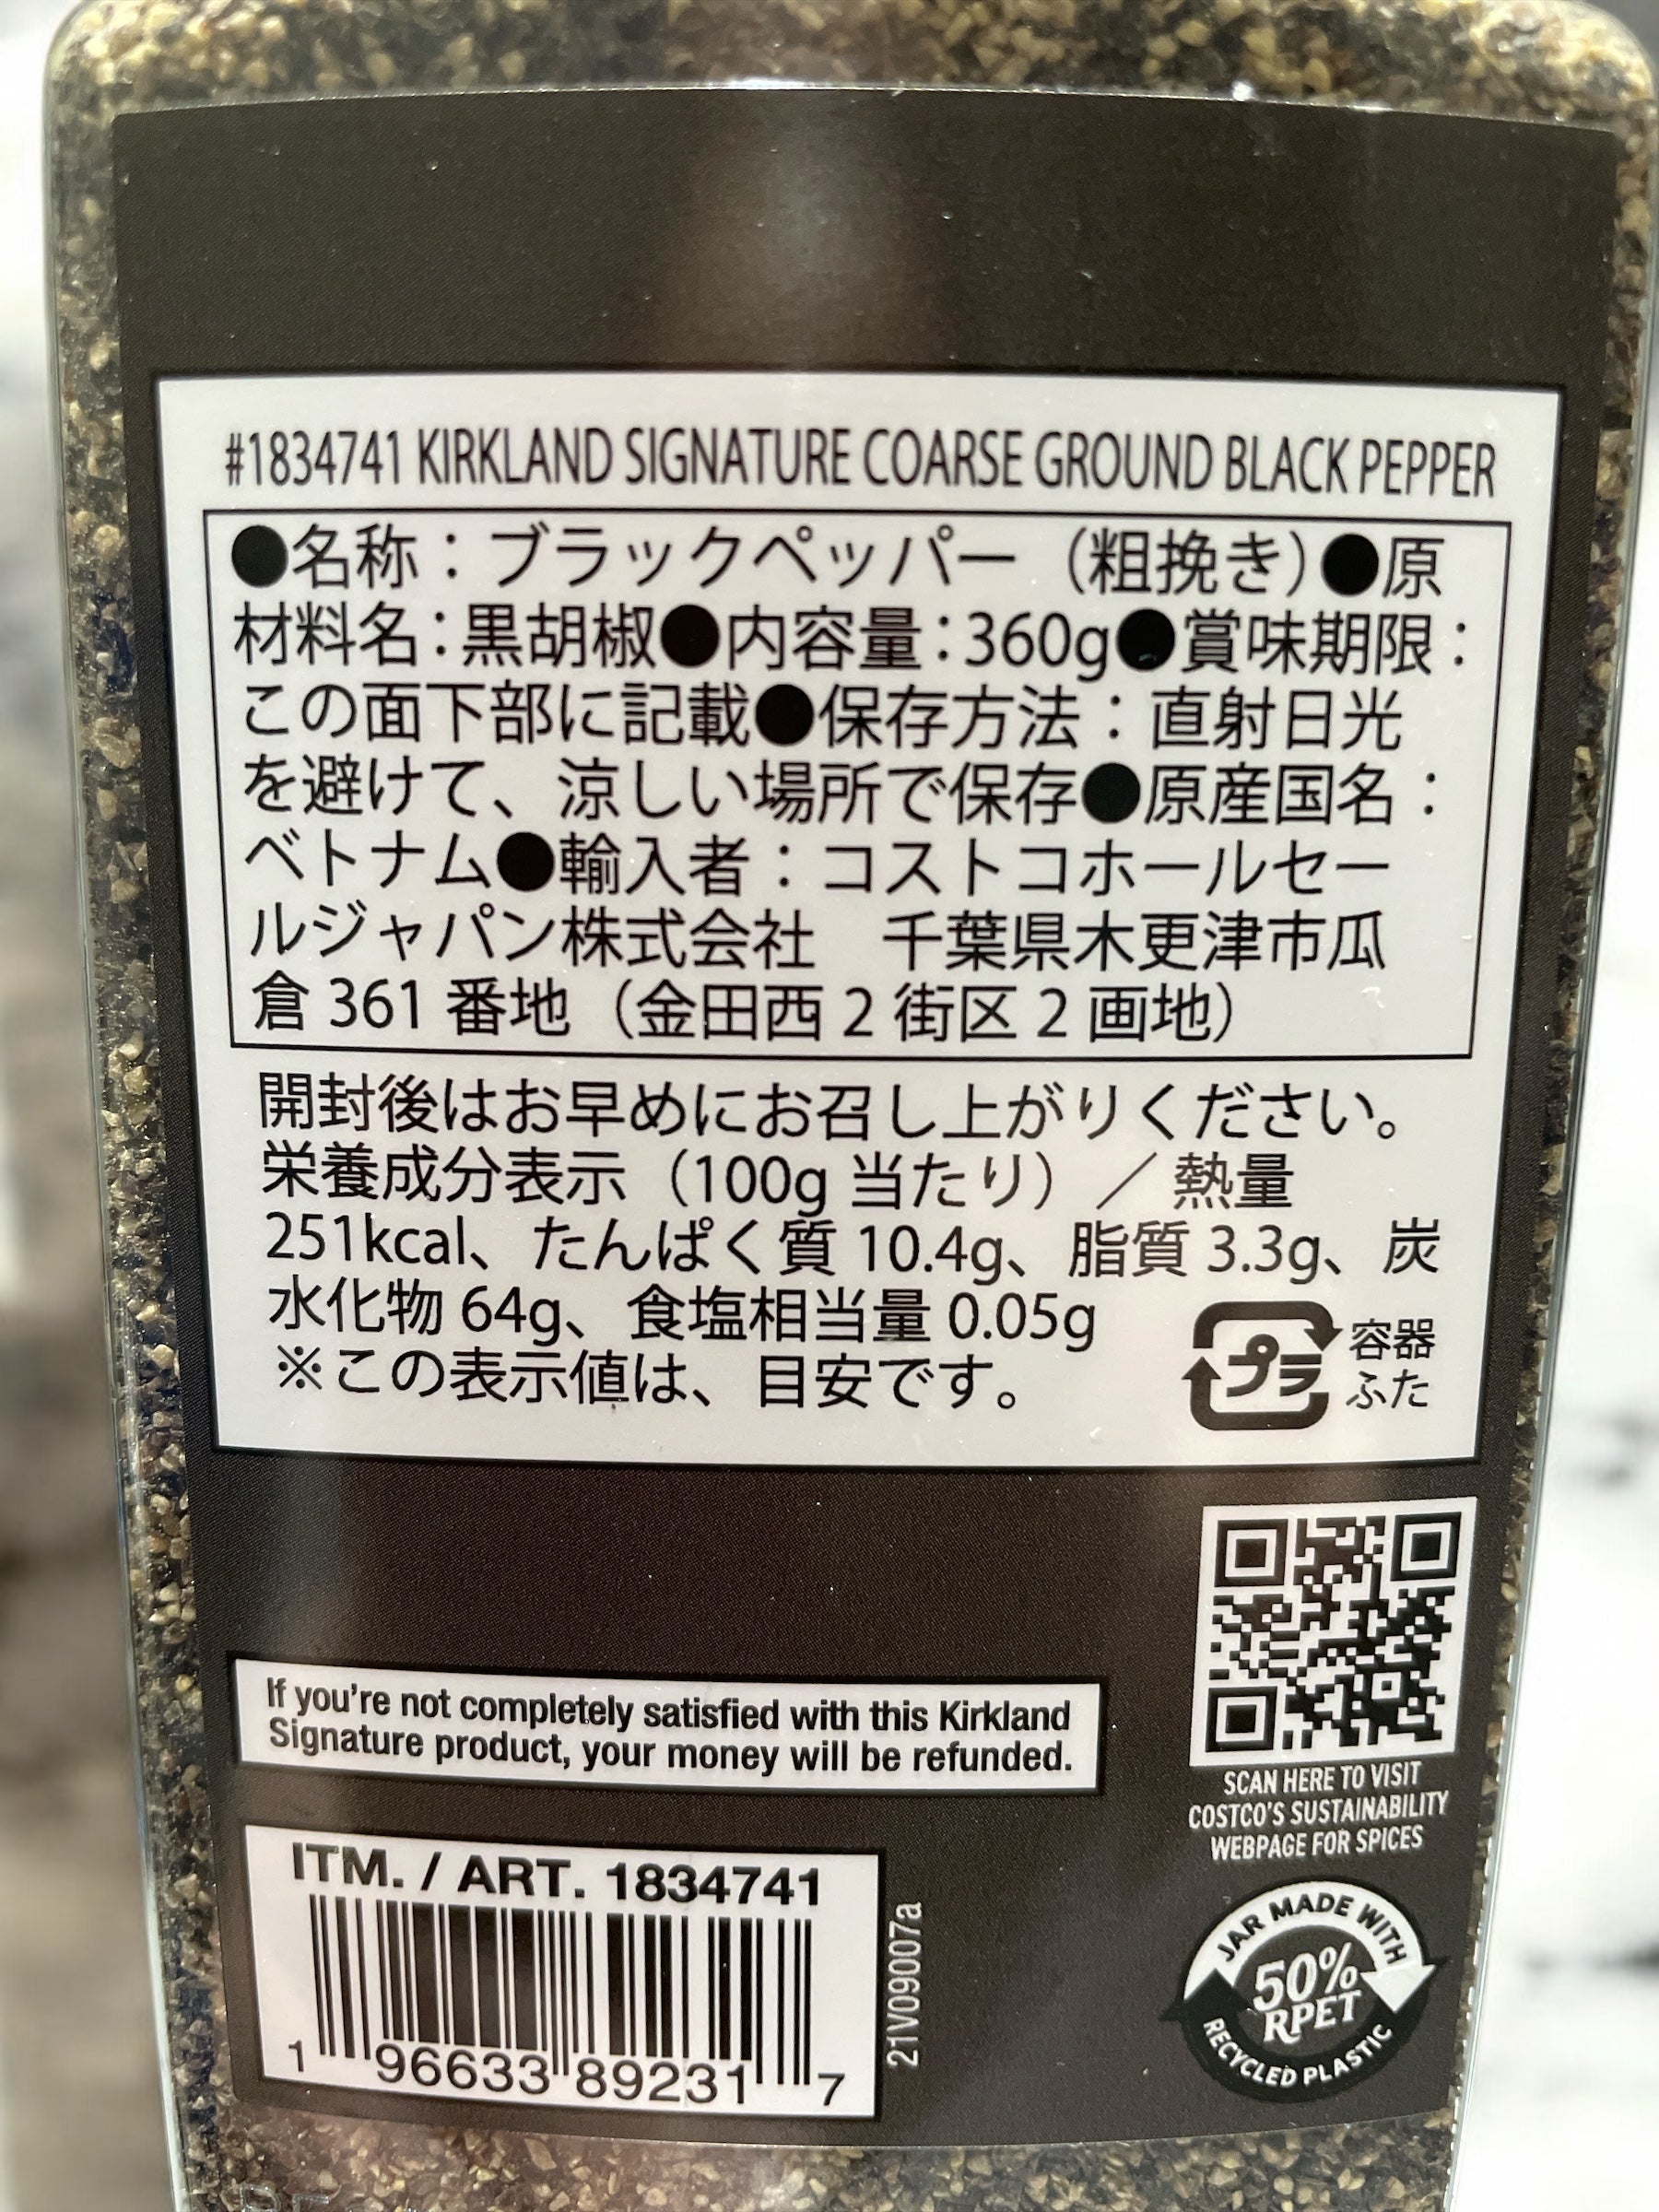 #1834741 KIRKLAND SIGNATURE COARSE GROUND BLACK PEPPER
●名称：ブラックペッパー（粗挽き）●原
材料名：黒胡椒●内容量：360g●賞味期限：
この面下部に記載●保存方法：直射日光
を避けて、涼しい場所で保存●原産国名：
ベトナム●輸入者：コストコホールセー
ルジャパン株式会社　千葉県木更津市瓜
倉 361 番地（金田西 2 街区 2 画地）
開封後はお早めにお召し上がりください。
栄養成分表示（100g 当たり）／熱量
251kcal、たんぱく質 10.4g、脂質 3.3g、炭
水化物 64g、食塩相当量 0.05g
※この表示値は、目安です。
プラ
容器
ふた
If you're not completely satisfied with this Kirkland
Signature product, your money will be refunded.
SCAN HERE TO VISIT
COSTCO'S SUSTAINABILITY
WEBPAGE FOR SPICES
ITM. / ART. 1834741
1 96633 89231 7
21V09007a
JAR MADE WITH
50%
RPET
RECYCLED PLASTIC